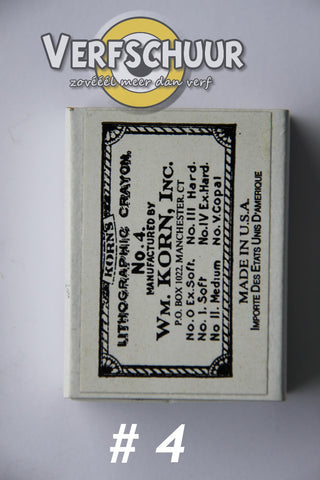 VERFSCHUUR
zovééél meer dan verf
KORN'S
LITHOGRAPHIC CRAYON.
No. 4.
MANUFACTURED BY
WM. KORN, INC.
P.O. BOX 1022, MANCHESTER, CT
No. O Ex. Soft. No. III Hard.
No. I. Soft No. IV Ex. Hard.
No II. Medium No. V. Copal
MADE IN U.S.A.
IMPORTE DES ETATS UNIS D'AMERIQUE
# 4